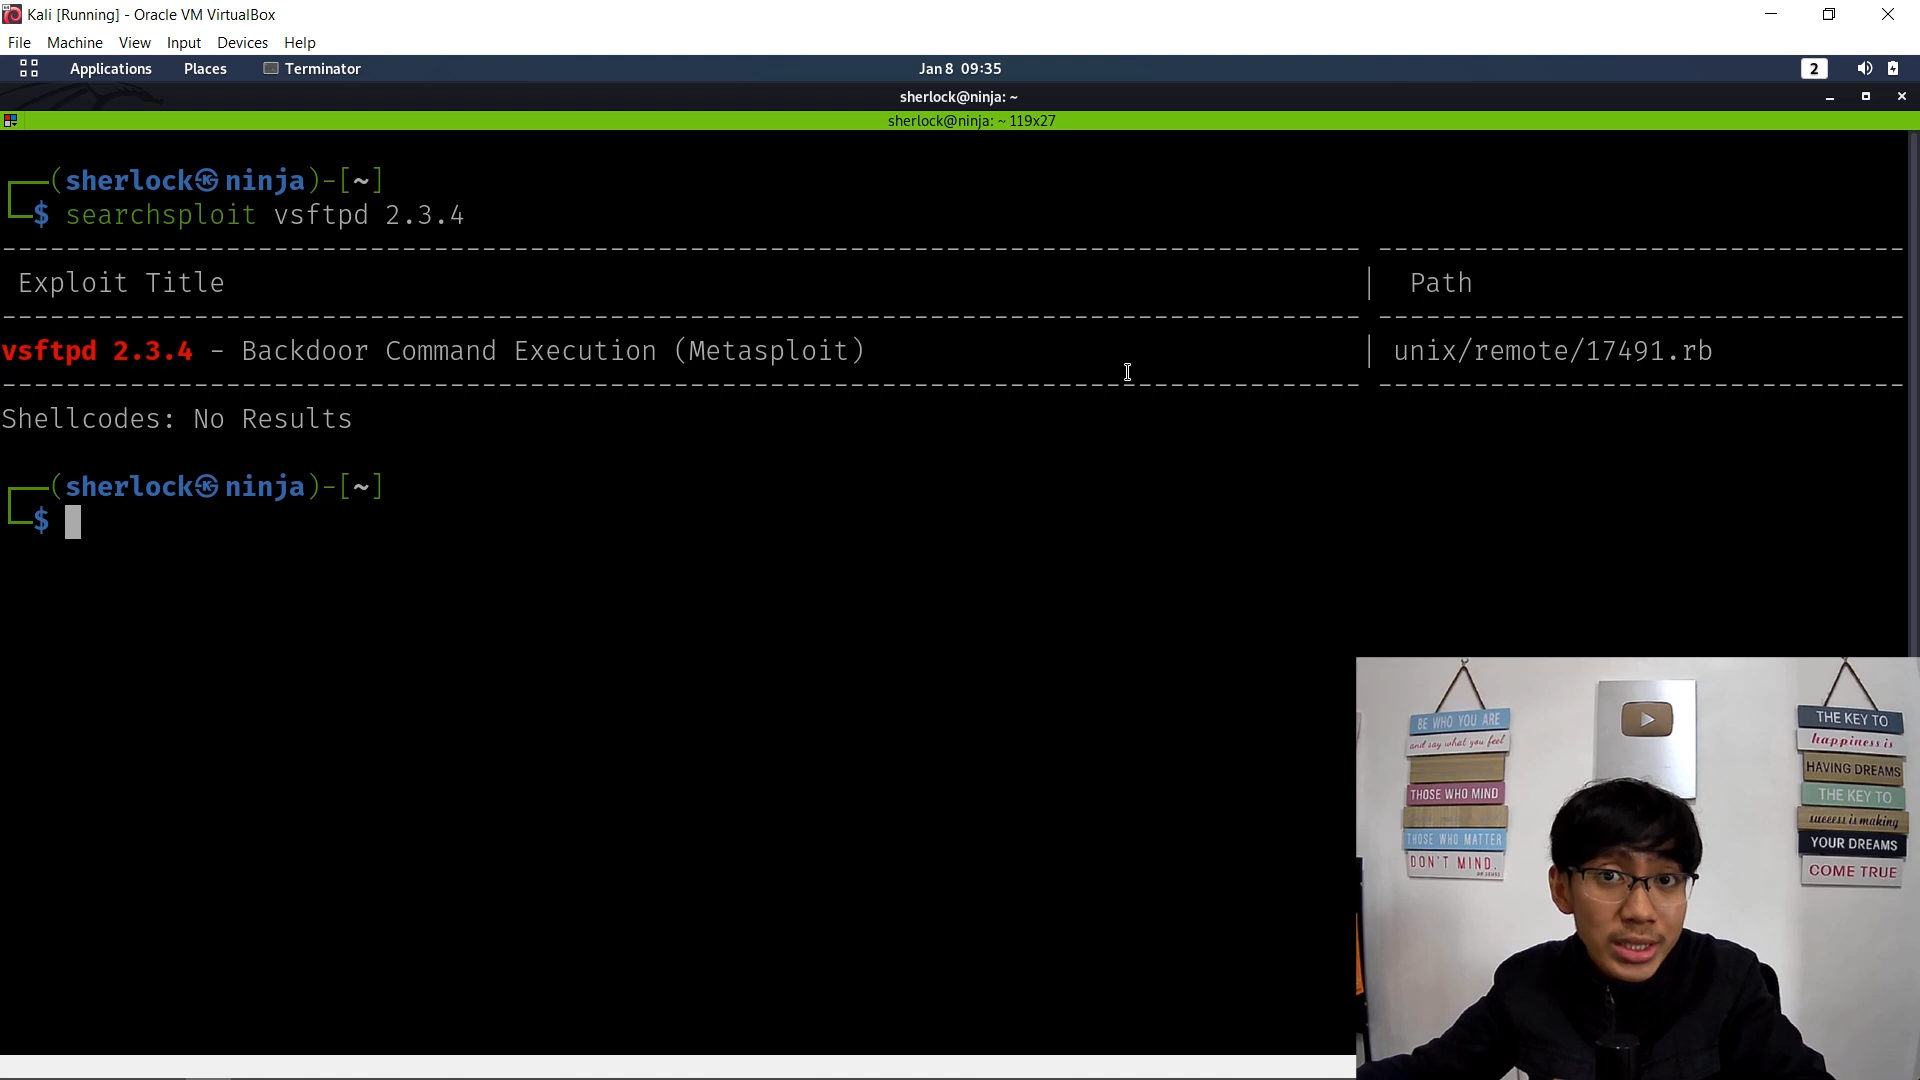 Kali [Running] - Oracle VM VirtualBox
File Machine View Input Devices Help
Applications Places Terminator Jan 8 09:35 2
sherlock@ninja: ~
sherlock@ninja: ~ 119x27
┌──(sherlock㉿ninja)-[~]
└─$ searchsploit vsftpd 2.3.4
Exploit Title | Path
vsftpd 2.3.4 - Backdoor Command Execution (Metasploit) | unix/remote/17491.rb
Shellcodes: No Results
┌──(sherlock㉿ninja)-[~]
└─$
BE WHO YOU ARE
and say what you feel
THOSE WHO MIND
THOSE WHO MATTER
DON'T MIND.
THE KEY TO
happiness is
HAVING DREAMS
THE KEY TO
success is making
YOUR DREAMS
COME TRUE